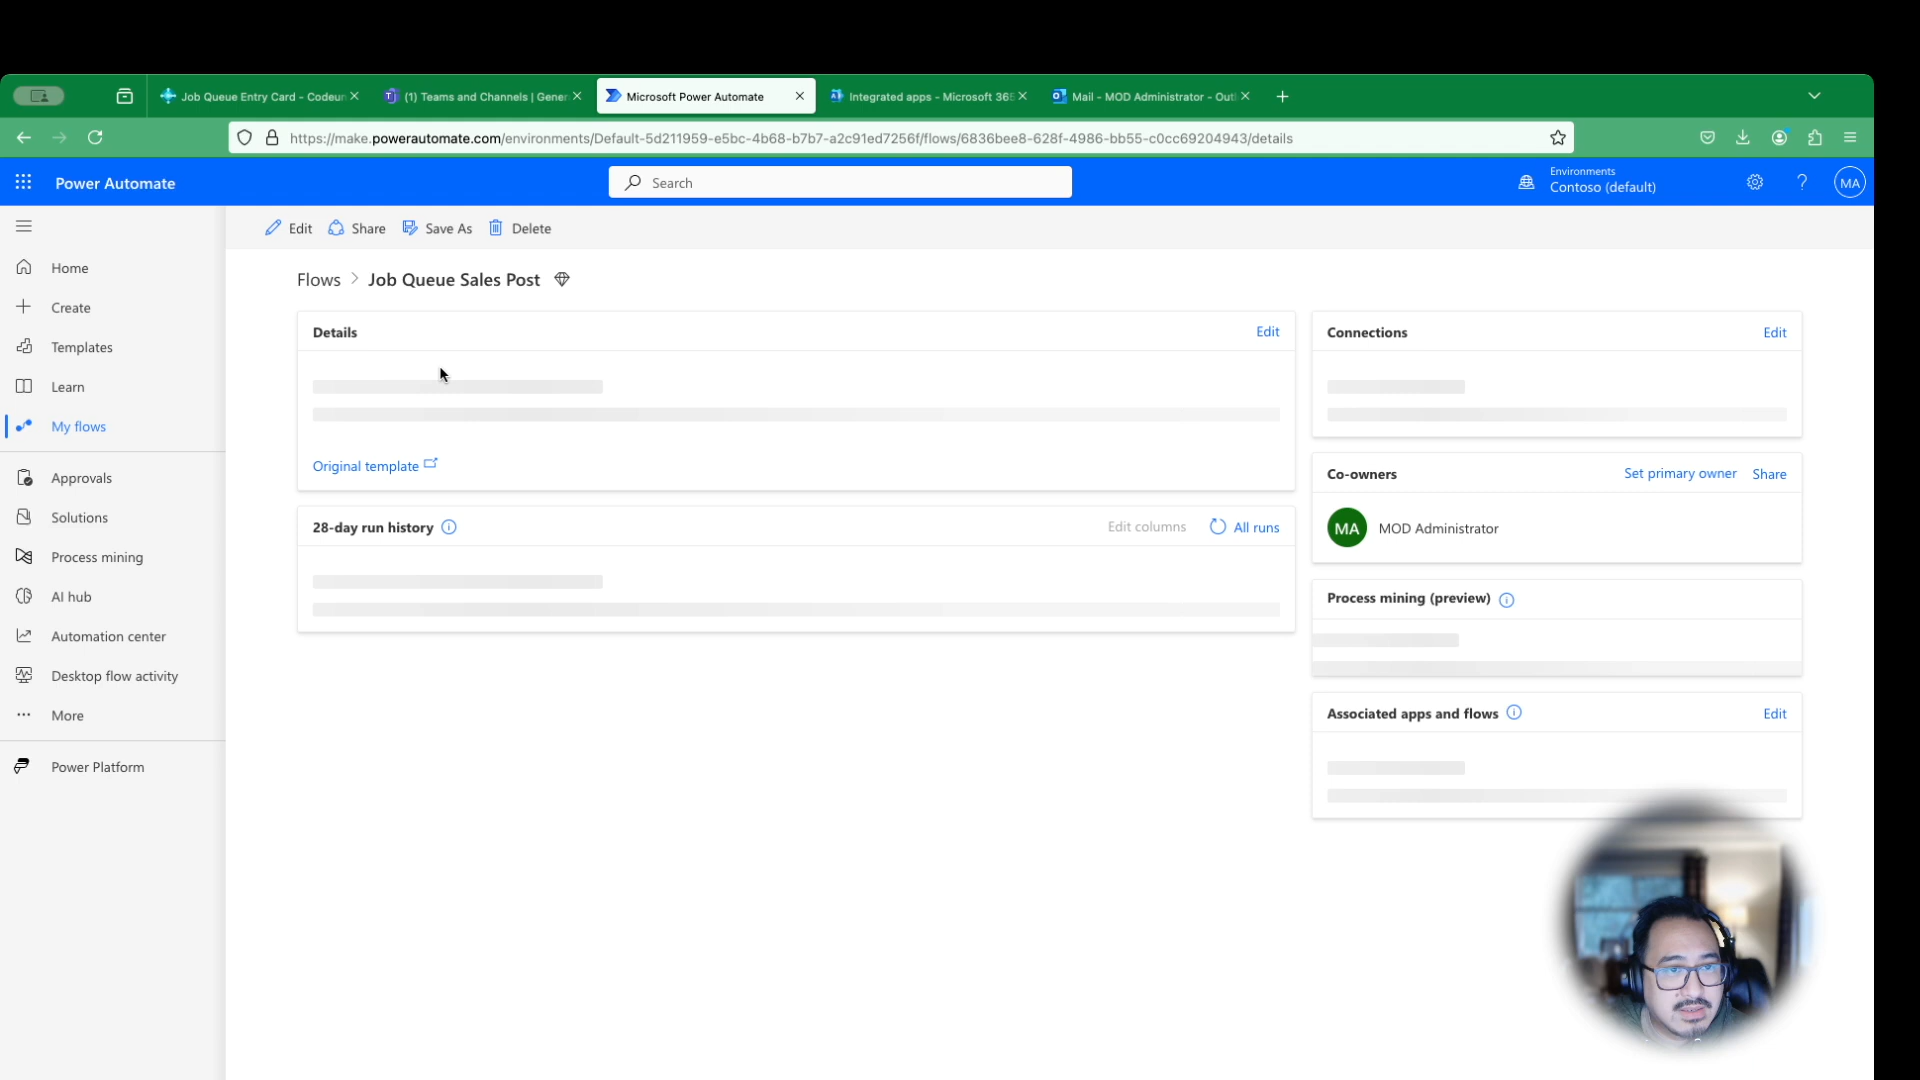 Job Queue Entry Card - Codeun
(1) Teams and Channels | Gener
Microsoft Power Automate
Integrated apps - Microsoft 365
Mail - MOD Administrator - Outl
https://make.powerautomate.com/environments/Default-5d211959-e5bc-4b68-b7b7-a2c91ed7256f/flows/6836bee8-628f-4986-bb55-c0cc69204943/details
Power Automate
Search
Environments
Contoso (default)
?
MA
Edit
Share
Save As
Delete
Home
Create
Templates
Learn
My flows
Approvals
Solutions
Process mining
AI hub
Automation center
Desktop flow activity
More
Power Platform
Flows > Job Queue Sales Post
Details
Edit
Original template
28-day run history
Edit columns
All runs
Connections
Edit
Co-owners
Set primary owner
Share
MA
MOD Administrator
Process mining (preview)
Associated apps and flows
Edit